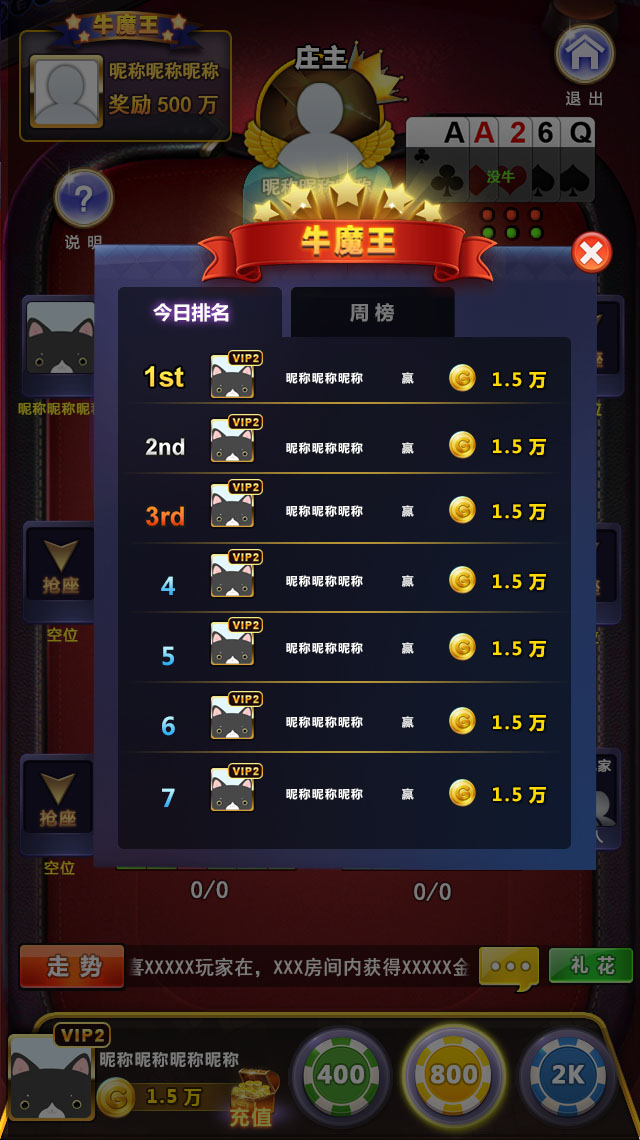 牛魔王
昵称昵称昵称
奖励 500 万
庄主
退 出
A A 2 6 Q
没牛
?
说 明
牛魔王
今日排名
周 榜
1st VIP2 昵称昵称昵称 赢 G 1.5 万
2nd VIP2 昵称昵称昵称 赢 G 1.5 万
3rd VIP2 昵称昵称昵称 赢 G 1.5 万
4 VIP2 昵称昵称昵称 赢 G 1.5 万
5 VIP2 昵称昵称昵称 赢 G 1.5 万
6 VIP2 昵称昵称昵称 赢 G 1.5 万
7 VIP2 昵称昵称昵称 赢 G 1.5 万
昵称昵称昵
抢座
空位
抢座
空位
家
人
0/0
0/0
走 势
喜XXXXX玩家在，XXX房间内获得XXXXX金
礼 花
VIP2
昵称昵称昵称昵称
G 1.5 万
充值
400
800
2K